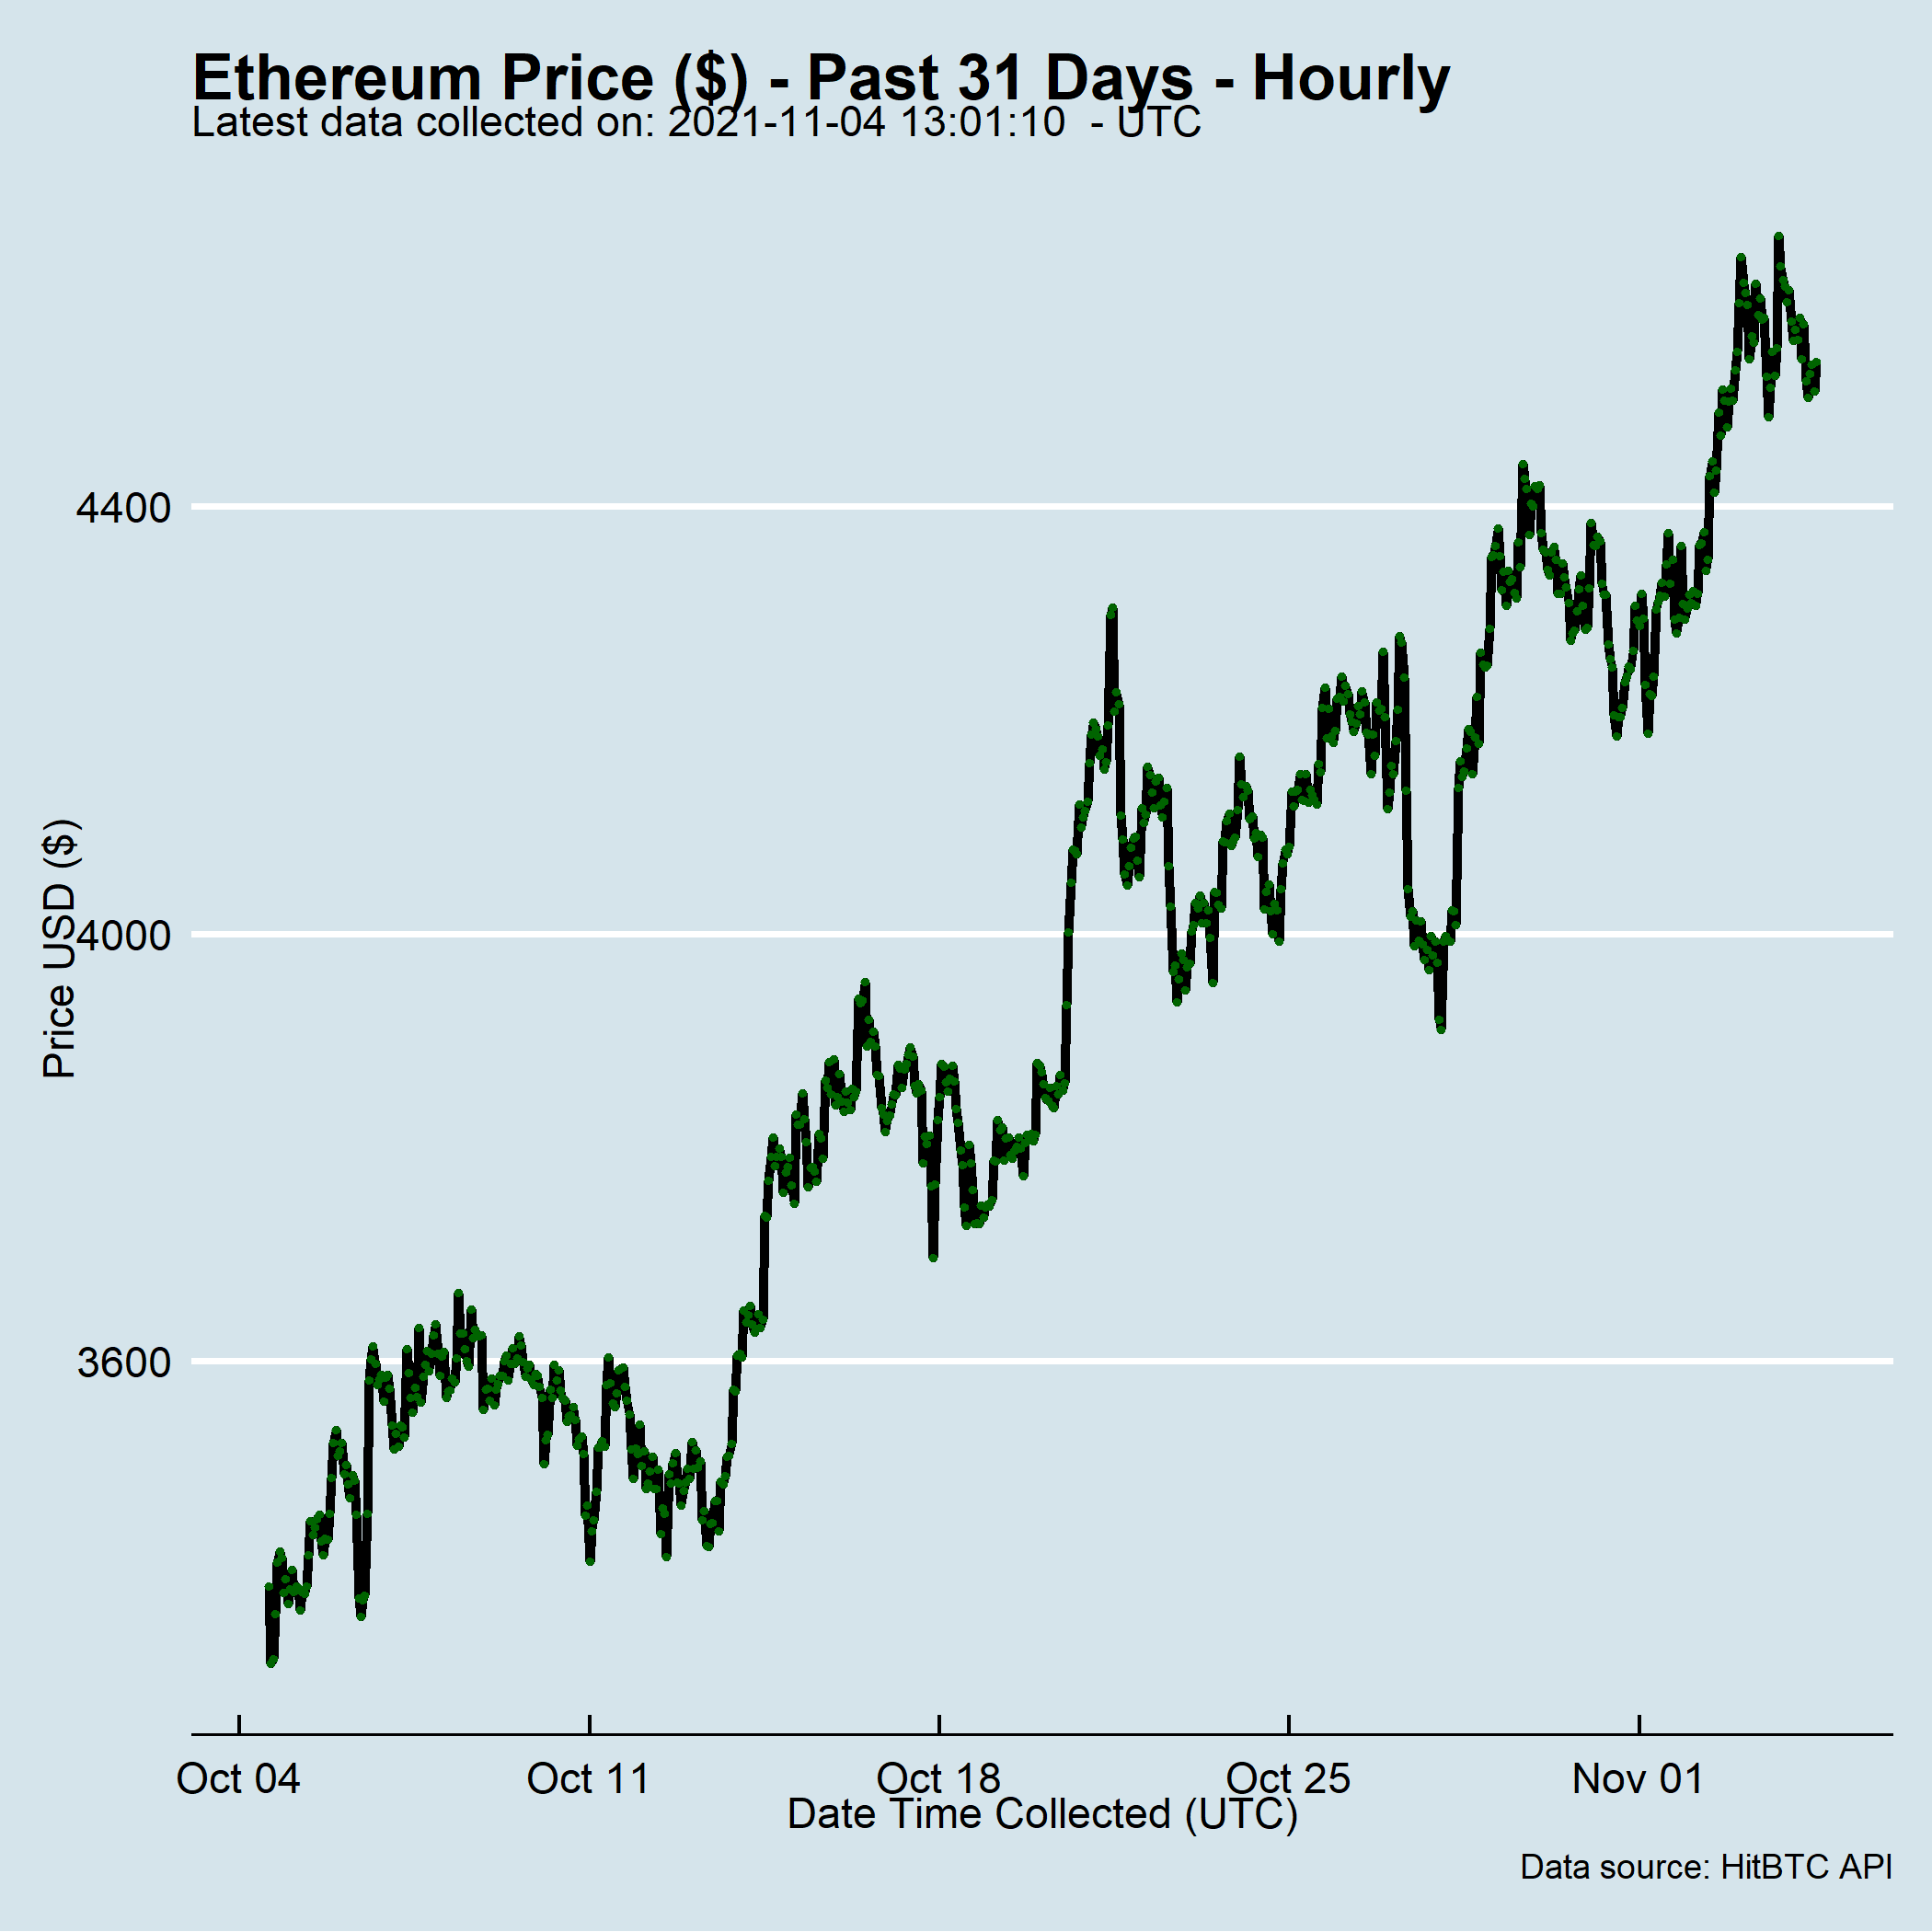 Ethereum Price ($) - Past 31 Days - Hourly
Latest data collected on: 2021-11-04 13:01:10  - UTC
Price USD ($)
4400
4000
3600
Oct 04
Oct 11
Oct 18
Oct 25
Nov 01
Date Time Collected (UTC)
Data source: HitBTC API